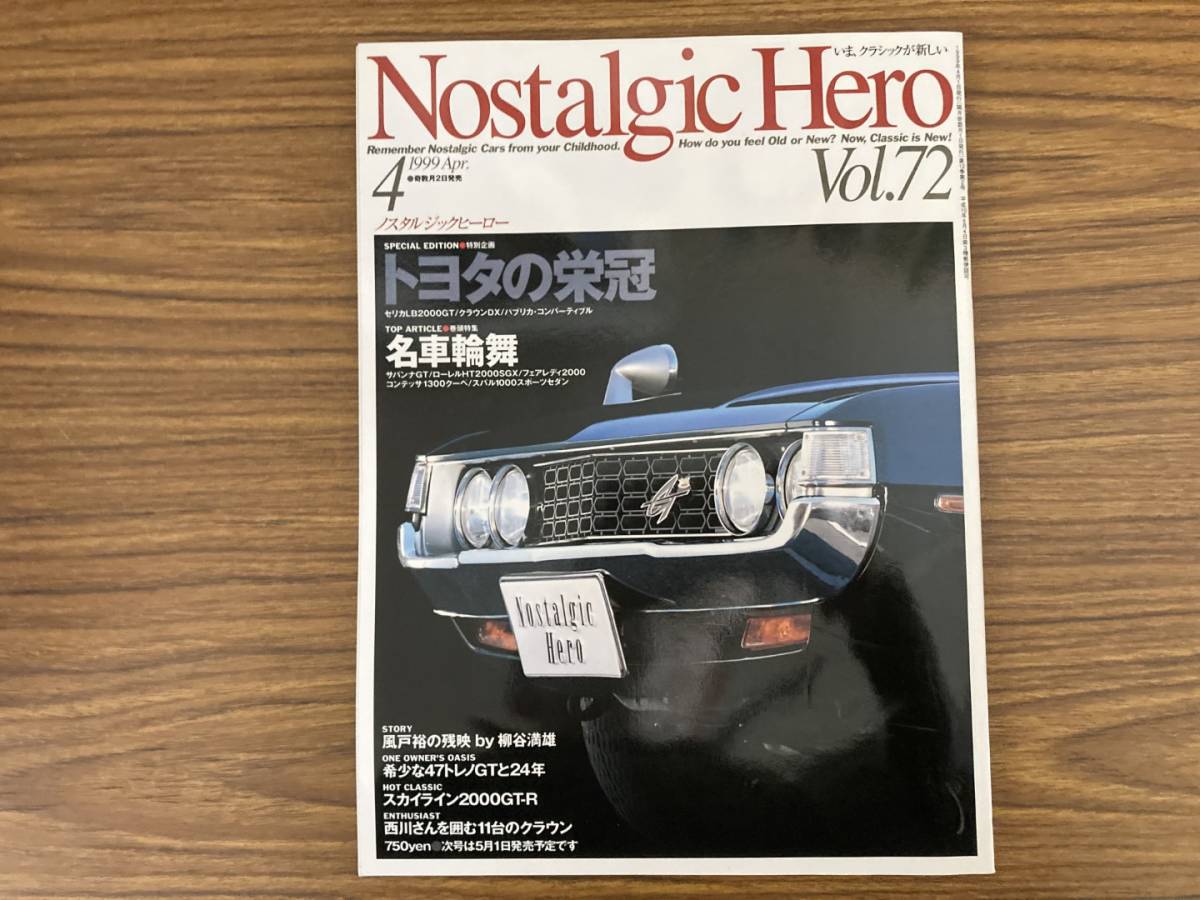 いま、クラシックが新しい
Nostalgic Hero
Remember Nostalgic Cars from your Childhood.
How do you feel Old or New? Now, Classic is New!
4 1999 Apr.
●奇数月2日発売
Vol.72
ノスタルジックヒーロー
SPECIAL EDITION●特別企画
トヨタの栄冠
セリカLB2000GT/クラウンDX/パブリカ・コンバーティブル
TOP ARTICLE●巻頭特集
名車輪舞
サバンナGT/ローレルHT2000SGX/フェアレディ2000
コンテッサ1300クーペ/スバル1000スポーツセダン
Nostalgic
Hero
STORY
風戸裕の残映 by 柳谷満雄
ONE OWNER'S OASIS
希少な47トレノGTと24年
HOT CLASSIC
スカイライン2000GT-R
ENTHUSIAST
西川さんを囲む11台のクラウン
750yen●次号は5月1日発売予定です